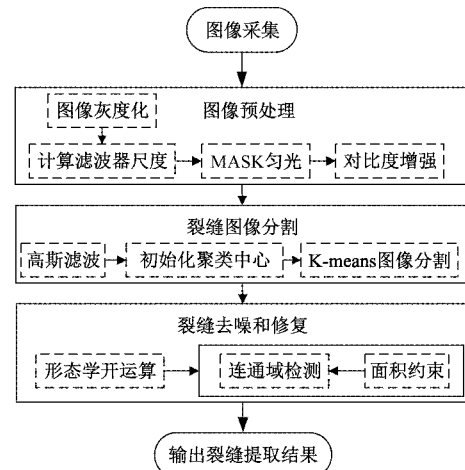 图像采集
图像灰度化
图像预处理
计算滤波器尺度
MASK匀光
对比度增强
裂缝图像分割
高斯滤波
初始化聚类中心
K-means图像分割
裂缝去噪和修复
形态学开运算
连通域检测
面积约束
输出裂缝提取结果